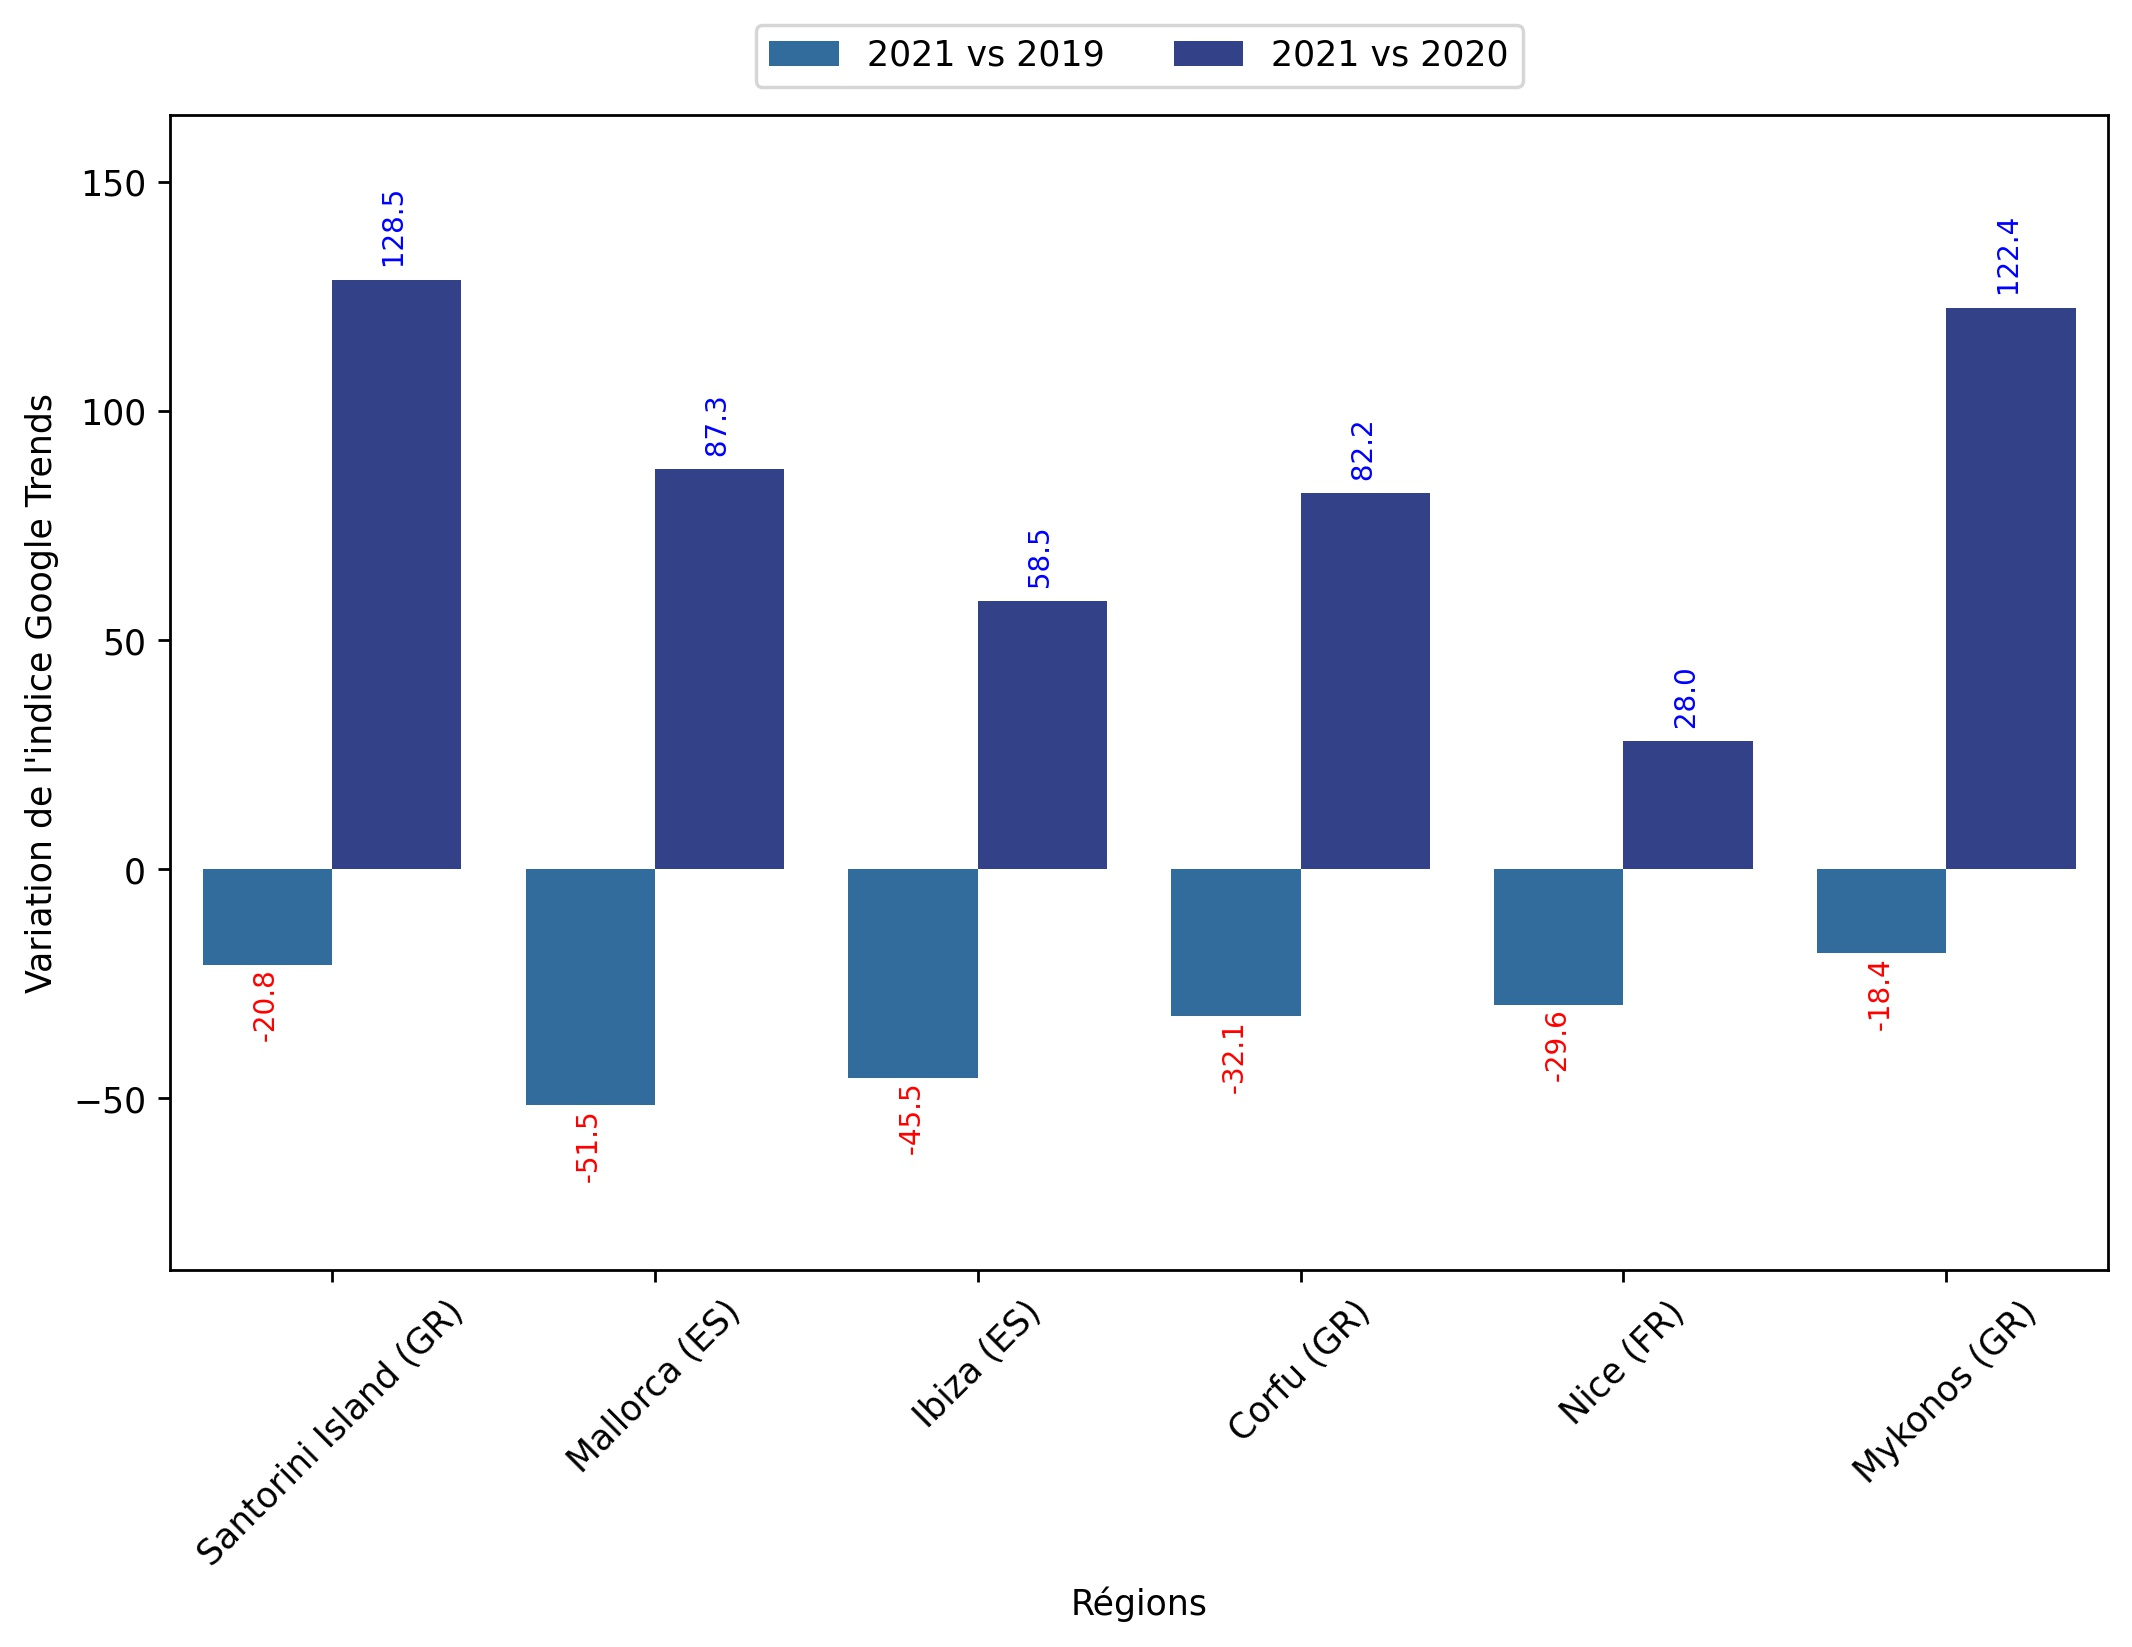 2021 vs 2019
2021 vs 2020
Variation de l'indice Google Trends
150
100
50
0
−50
128.5
87.3
58.5
82.2
28.0
122.4
-20.8
-51.5
-45.5
-32.1
-29.6
-18.4
Santorini Island (GR)
Mallorca (ES)
Ibiza (ES)
Corfu (GR)
Nice (FR)
Mykonos (GR)
Régions